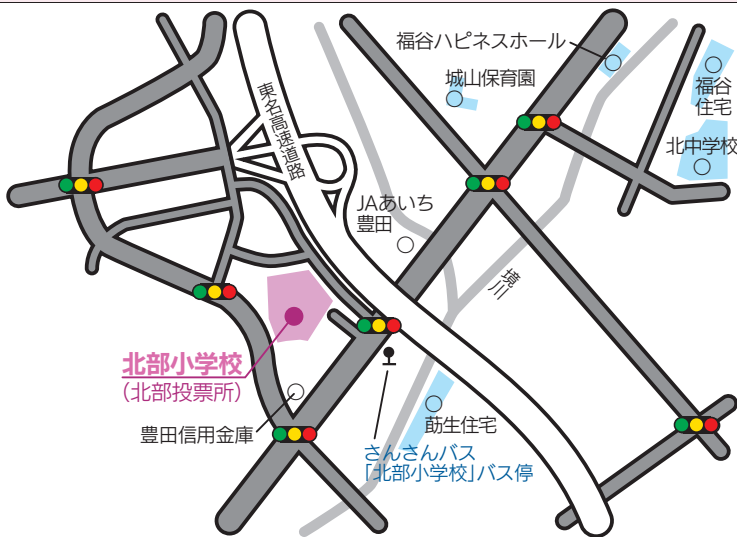 福谷ハピネスホール
城山保育園
福谷
住宅
北中学校
東名高速道路
JAあいち
豊田
境川
北部小学校
(北部投票所)
豊田信用金庫
莇生住宅
さんさんバス
「北部小学校」バス停